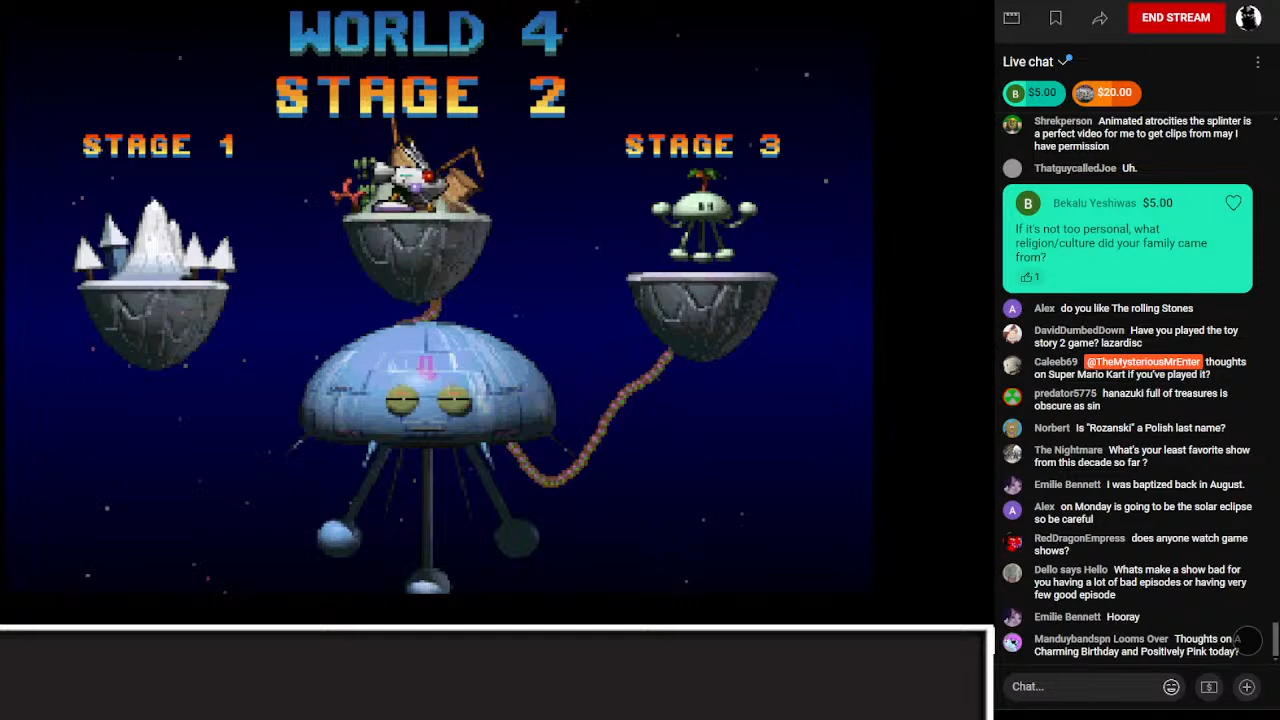 WORLD 4
STAGE 2
STAGE 1
STAGE 3
END STREAM
Live chat
B $5.00
$20.00
Shrekperson Animated atrocities the splinter is
a perfect video for me to get clips from may I
have permission
ThatguycalledJoe Uh.
B Bekalu Yeshiwas $5.00
If it's not too personal, what
religion/culture did your family came
from?
1
A Alex do you like The rolling Stones
DavidDumbedDown Have you played the toy
story 2 game? lazardisc
Caleeb69 @TheMysteriousMrEnter thoughts
on Super Mario Kart if you've played it?
predator5775 hanazuki full of treasures is
obscure as sin
Norbert Is "Rozanski" a Polish last name?
The Nightmare What's your least favorite show
from this decade so far ?
Emilie Bennett I was baptized back in August.
A Alex on Monday is going to be the solar eclipse
so be careful
RedDragonEmpress does anyone watch game
shows?
Dello says Hello Whats make a show bad for
you having a lot of bad episodes or having very
few good episode
Emilie Bennett Hooray
Manduybandspn Looms Over Thoughts on A
Charming Birthday and Positively Pink today?
Chat...